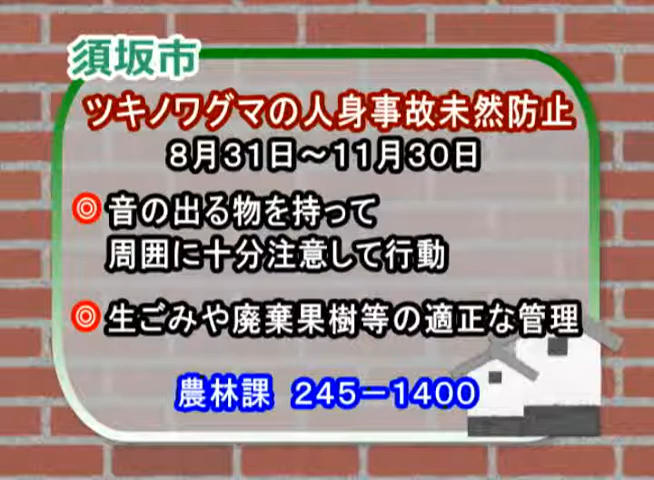 須坂市
ツキノワグマの人身事故未然防止
8月31日～11月30日
◎音の出る物を持って
周囲に十分注意して行動
◎生ごみや廃棄果樹等の適正な管理
農林課 245－1400